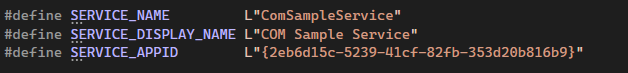 #define SERVICE_NAME         L"ComSampleService"
#define SERVICE_DISPLAY_NAME L"COM Sample Service"
#define SERVICE_APPID        L"{2eb6d15c-5239-41cf-82fb-353d20b816b9}"